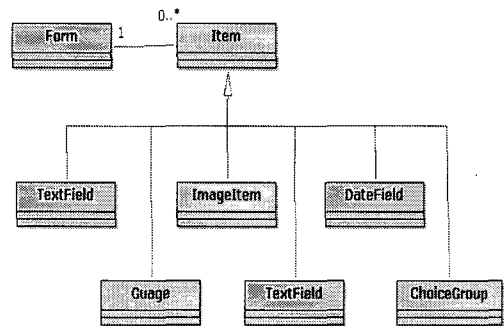 0..*
Form 1 Item
TextField ImageItem DateField
Guage TextField ChoiceGroup